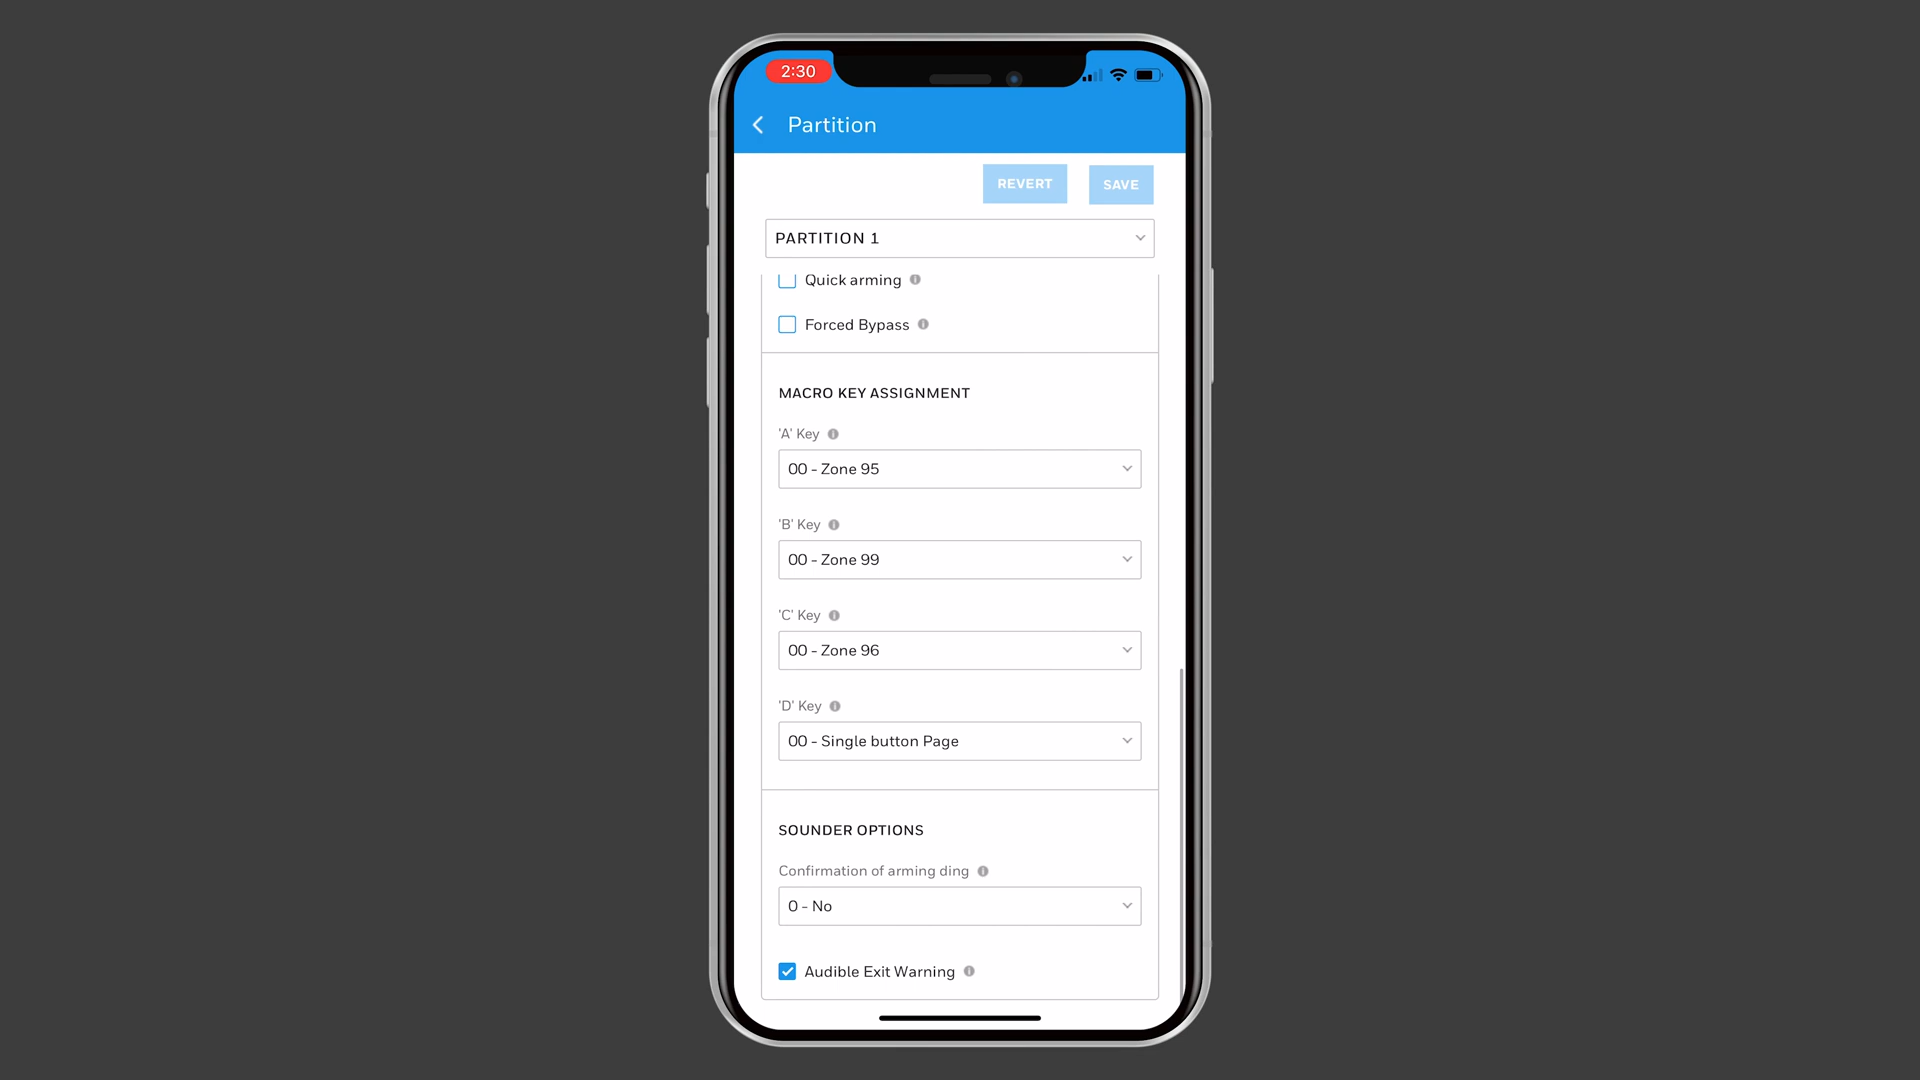 2:30
Partition
REVERT
SAVE
PARTITION 1
Quick arming
Forced Bypass
MACRO KEY ASSIGNMENT
'A' Key
00 - Zone 95
'B' Key
00 - Zone 99
'C' Key
00 - Zone 96
'D' Key
00 - Single button Page
SOUNDER OPTIONS
Confirmation of arming ding
0 - No
Audible Exit Warning